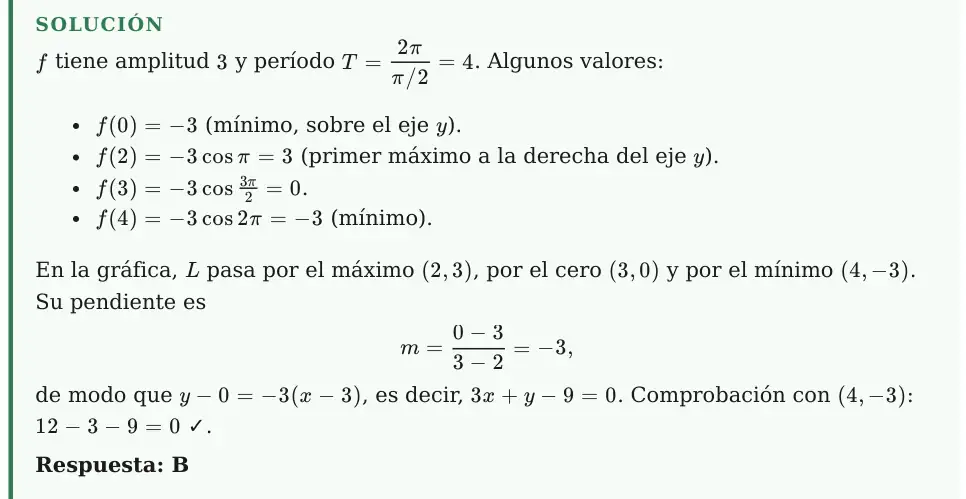 SOLUCIÓN
f tiene amplitud 3 y período T = 2π / (π/2) = 4. Algunos valores:
• f(0) = −3 (mínimo, sobre el eje y).
• f(2) = −3 cos π = 3 (primer máximo a la derecha del eje y).
• f(3) = −3 cos 3π/2 = 0.
• f(4) = −3 cos 2π = −3 (mínimo).
En la gráfica, L pasa por el máximo (2, 3), por el cero (3, 0) y por el mínimo (4, −3).
Su pendiente es
m = (0 − 3)/(3 − 2) = −3,
de modo que y − 0 = −3(x − 3), es decir, 3x + y − 9 = 0. Comprobación con (4, −3):
12 − 3 − 9 = 0 ✓.
Respuesta: B